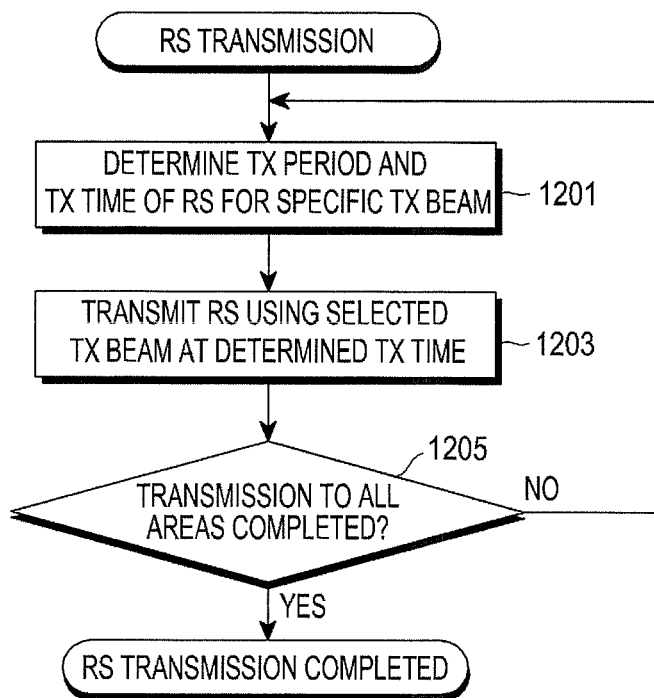 RS TRANSMISSION
DETERMINE TX PERIOD AND
TX TIME OF RS FOR SPECIFIC TX BEAM
1201
TRANSMIT RS USING SELECTED
TX BEAM AT DETERMINED TX TIME
1203
1205
TRANSMISSION TO ALL
AREAS COMPLETED?
NO
YES
RS TRANSMISSION COMPLETED